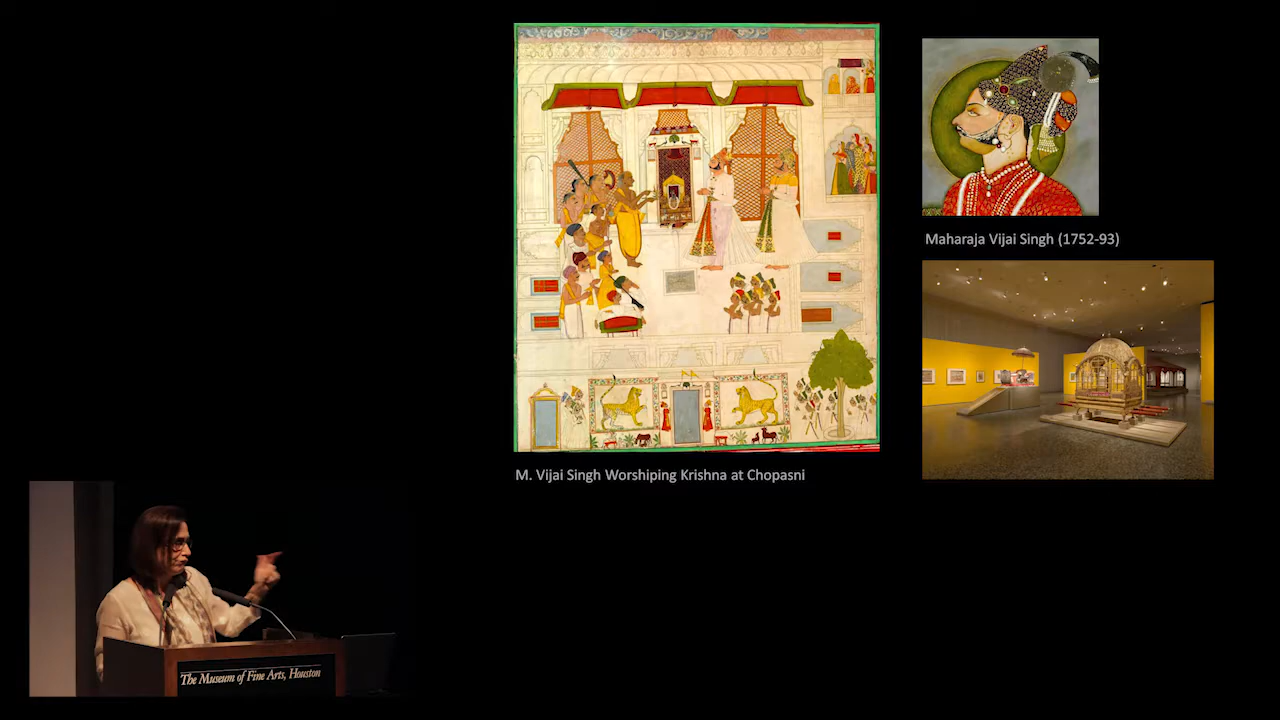 Maharaja Vijai Singh (1752-93)
M. Vijai Singh Worshiping Krishna at Chopasni
The Museum of Fine Arts, Houston